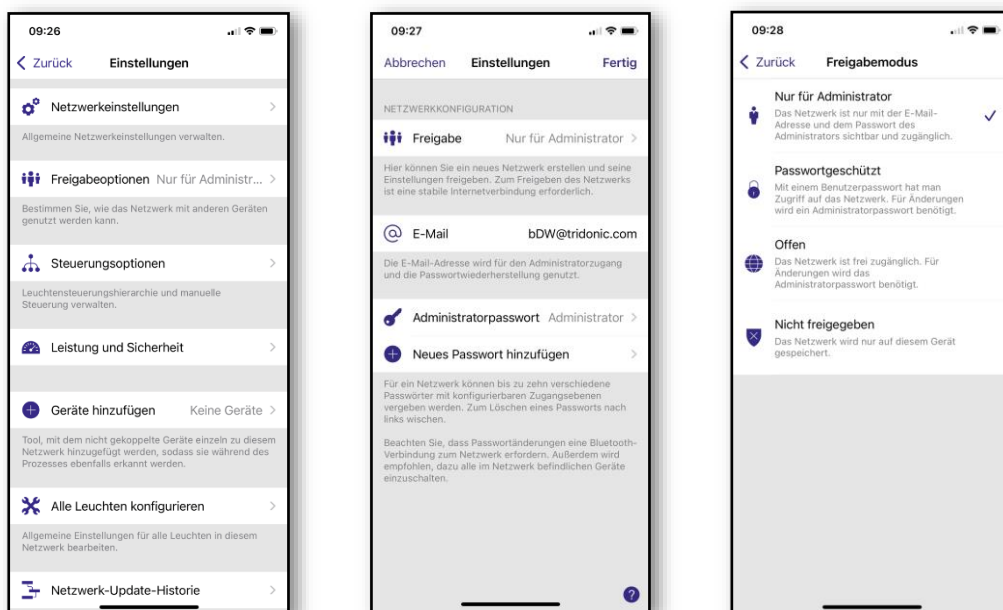 09:26
Zurück Einstellungen
Netzwerkeinstellungen
Allgemeine Netzwerkeinstellungen verwalten.
Freigabeoptionen Nur für Administr...
Bestimmen Sie, wie das Netzwerk mit anderen Geräten
genutzt werden kann.
Steuerungsoptionen
Leuchtensteuerungshierarchie und manuelle
Steuerung verwalten.
Leistung und Sicherheit
Geräte hinzufügen Keine Geräte
Tool, mit dem nicht gekoppelte Geräte einzeln zu diesem
Netzwerk hinzugefügt werden, sodass sie während des
Prozesses ebenfalls erkannt werden.
Alle Leuchten konfigurieren
Allgemeine Einstellungen für alle Leuchten in diesem
Netzwerk bearbeiten.
Netzwerk-Update-Historie
09:27
Abbrechen Einstellungen Fertig
NETZWERKKONFIGURATION
Freigabe Nur für Administrator
Hier können Sie ein neues Netzwerk erstellen und seine
Einstellungen freigeben. Zum Freigeben des Netzwerks
ist eine stabile Internetverbindung erforderlich.
E-Mail bDW@tridonic.com
Die E-Mail-Adresse wird für den Administratorzugang
und die Passwortwiederherstellung genutzt.
Administratorpasswort Administrator
Neues Passwort hinzufügen
Für ein Netzwerk können bis zu zehn verschiedene
Passwörter mit konfigurierbaren Zugangsebenen
vergeben werden. Zum Löschen eines Passworts nach
links wischen.
Beachten Sie, dass Passwortänderungen eine Bluetooth-
Verbindung zum Netzwerk erfordern. Außerdem wird
empfohlen, dazu alle im Netzwerk befindlichen Geräte
einzuschalten.
?
09:28
Zurück Freigabemodus
Nur für Administrator
Das Netzwerk ist nur mit der E-Mail-
Adresse und dem Passwort des
Administrators sichtbar und zugänglich.
Passwortgeschützt
Mit einem Benutzerpasswort hat man
Zugriff auf das Netzwerk. Für Änderungen
wird ein Administratorpasswort benötigt.
Offen
Das Netzwerk ist frei zugänglich. Für
Änderungen wird das
Administratorpasswort benötigt.
Nicht freigegeben
Das Netzwerk wird nur auf diesem Gerät
gespeichert.